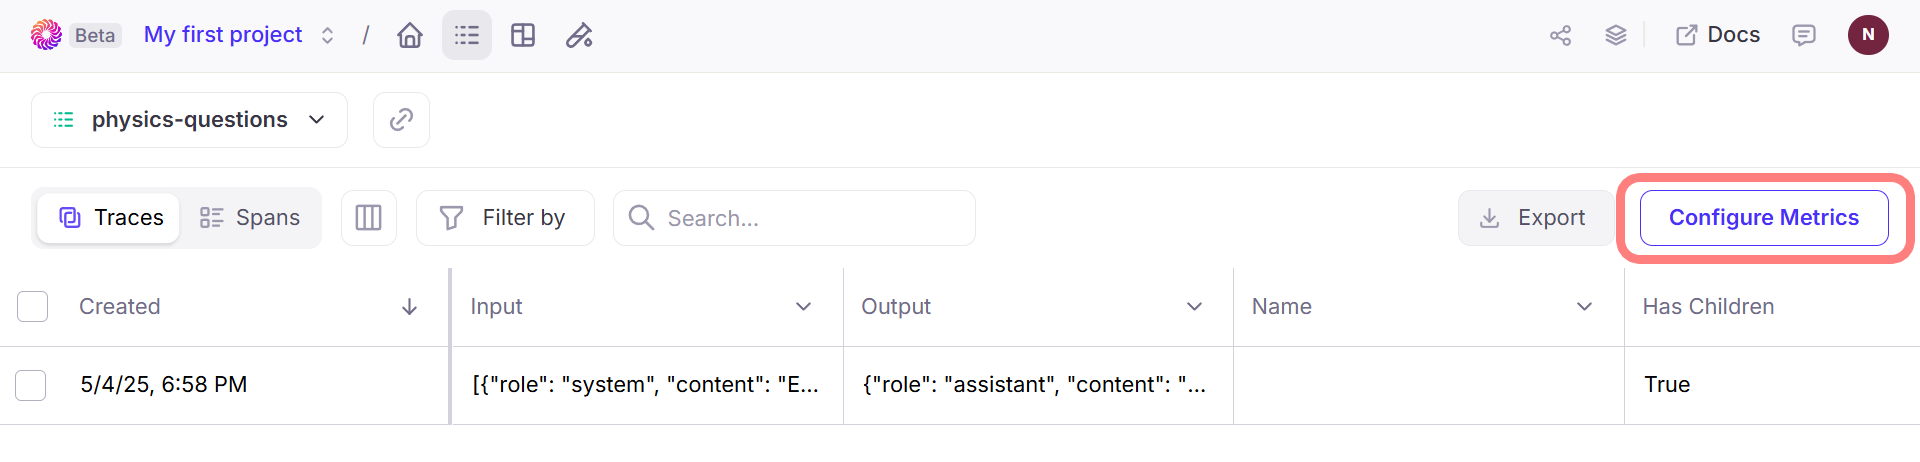 Beta My first project / Docs N
physics-questions
Traces Spans Filter by Search... Export Configure Metrics
Created Input Output Name Has Children
5/4/25, 6:58 PM [{"role": "system", "content": "E... {"role": "assistant", "content": "... True